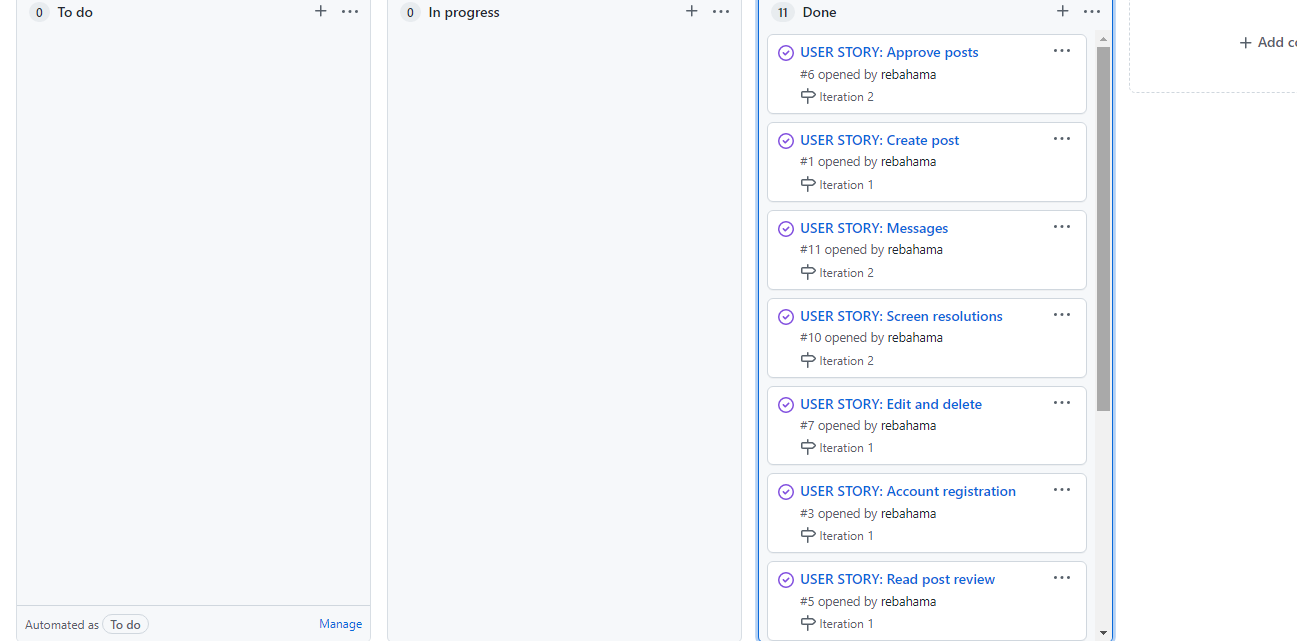 0 To do
0 In progress
11 Done
USER STORY: Approve posts
#6 opened by rebahama
Iteration 2
USER STORY: Create post
#1 opened by rebahama
Iteration 1
USER STORY: Messages
#11 opened by rebahama
Iteration 2
USER STORY: Screen resolutions
#10 opened by rebahama
Iteration 2
USER STORY: Edit and delete
#7 opened by rebahama
Iteration 1
USER STORY: Account registration
#3 opened by rebahama
Iteration 1
USER STORY: Read post review
#5 opened by rebahama
Iteration 1
Automated as To do Manage
+ Add